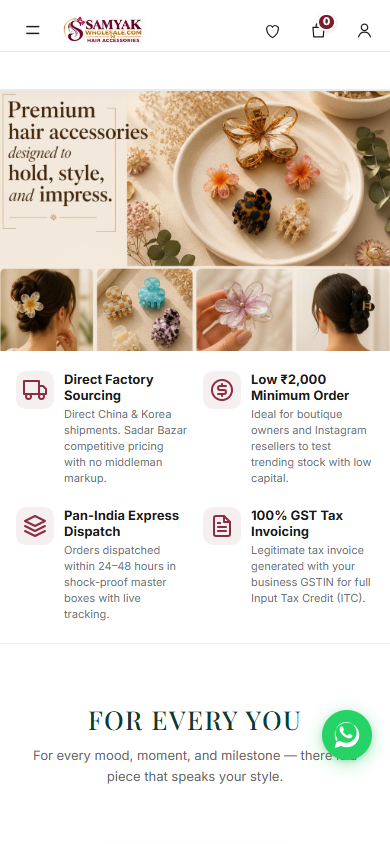 SAMYAK
WHOLESALE.COM
HAIR ACCESSORIES
0
Premium
hair accessories
designed to
hold, style,
and impress.
Direct Factory
Sourcing
Direct China & Korea
shipments. Sadar Bazar
competitive pricing
with no middleman
markup.
Low ₹2,000
Minimum Order
Ideal for boutique
owners and Instagram
resellers to test
trending stock with low
capital.
Pan-India Express
Dispatch
Orders dispatched
within 24–48 hours in
shock-proof master
boxes with live
tracking.
100% GST Tax
Invoicing
Legitimate tax invoice
generated with your
business GSTIN for full
Input Tax Credit (ITC).
FOR EVERY YOU
For every mood, moment, and milestone — there
piece that speaks your style.